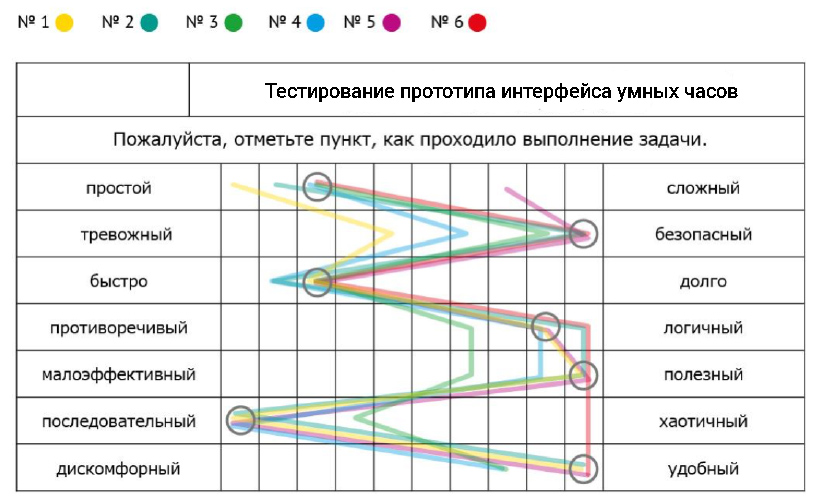 № 1 № 2 № 3 № 4 № 5 № 6
Тестирование прототипа интерфейса умных часов
Пожалуйста, отметьте пункт, как проходило выполнение задачи.
простой сложный
тревожный безопасный
быстро долго
противоречивый логичный
малоэффективный полезный
последовательный хаотичный
дискомфорный удобный